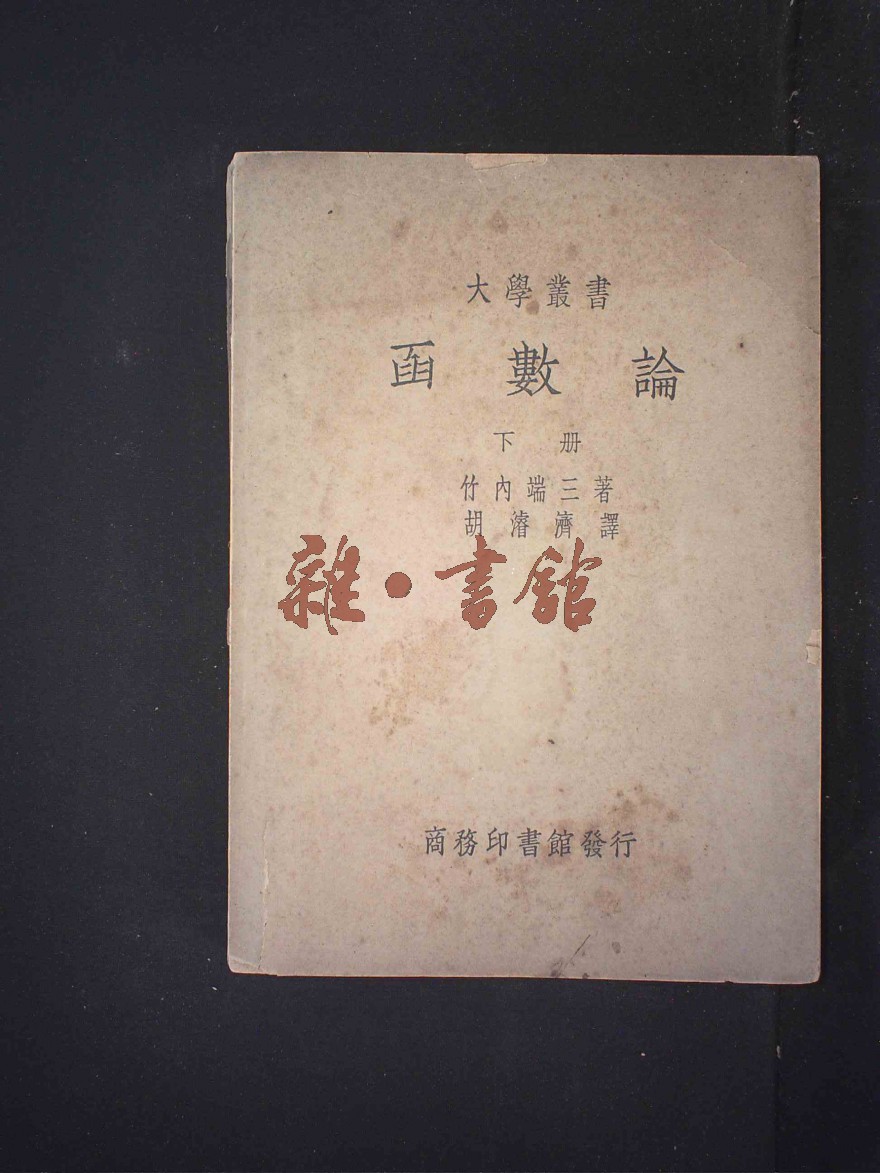 大學叢書
函數論
下册
竹內端三著
胡濬濟譯
雜·書館
商務印書館發行